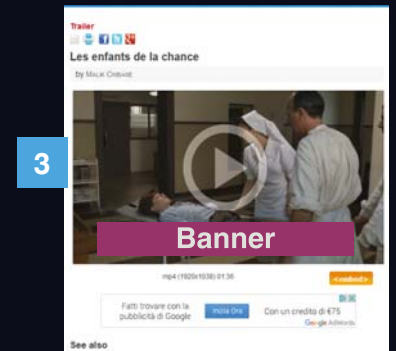 Trailer
Les enfants de la chance
by MALIK CHIBANE
3
Banner
mp4 (1920x1038) 01:36
<embed>
Fatti trovare con la
pubblicità di Google
Inizia Ora
Con un credito di €75
Google AdWords
See also